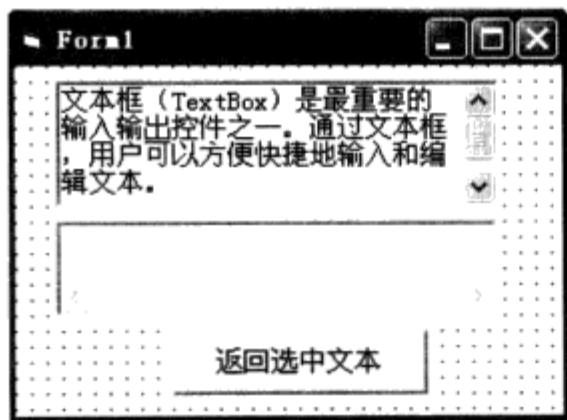 Form1
文本框（TextBox）是最重要的
输入输出控件之一。通过文本框
，用户可以方便快捷地输入和编
辑文本。
返回选中文本